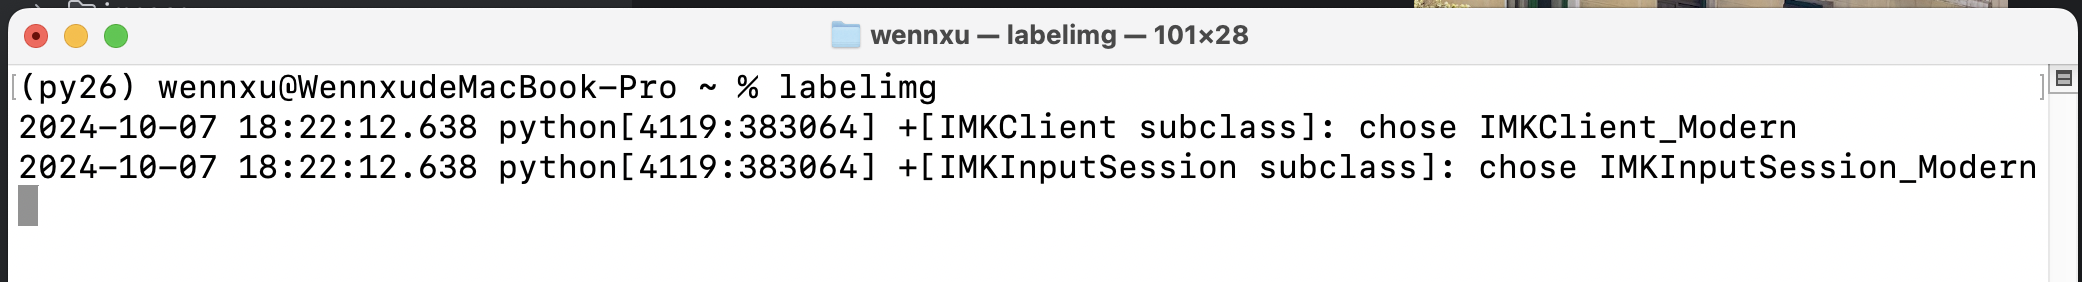 wennxu — labelimg — 101×28
(py26) wennxu@WennxudeMacBook-Pro ~ % labelimg
2024-10-07 18:22:12.638 python[4119:383064] +[IMKClient subclass]: chose IMKClient_Modern
2024-10-07 18:22:12.638 python[4119:383064] +[IMKInputSession subclass]: chose IMKInputSession_Modern